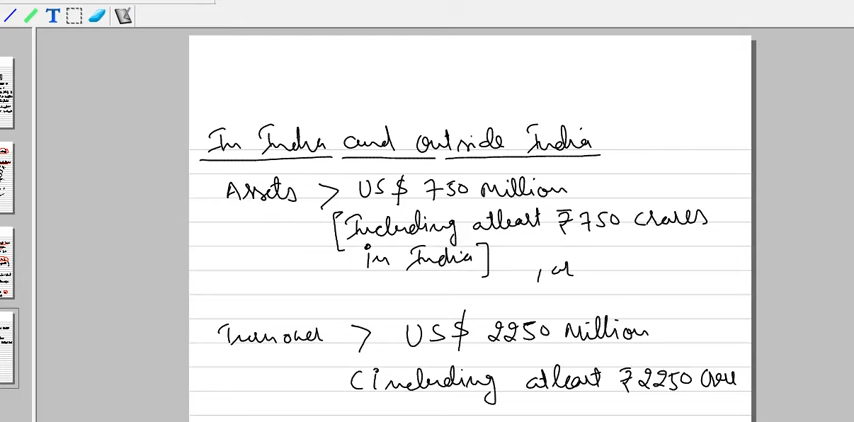 In India and outside India
Assets > US$ 750 Million
[Including atleast ₹750 crores
in India]
, or
Turnover > US$ 2250 Million
(including atleast ₹2250 crore